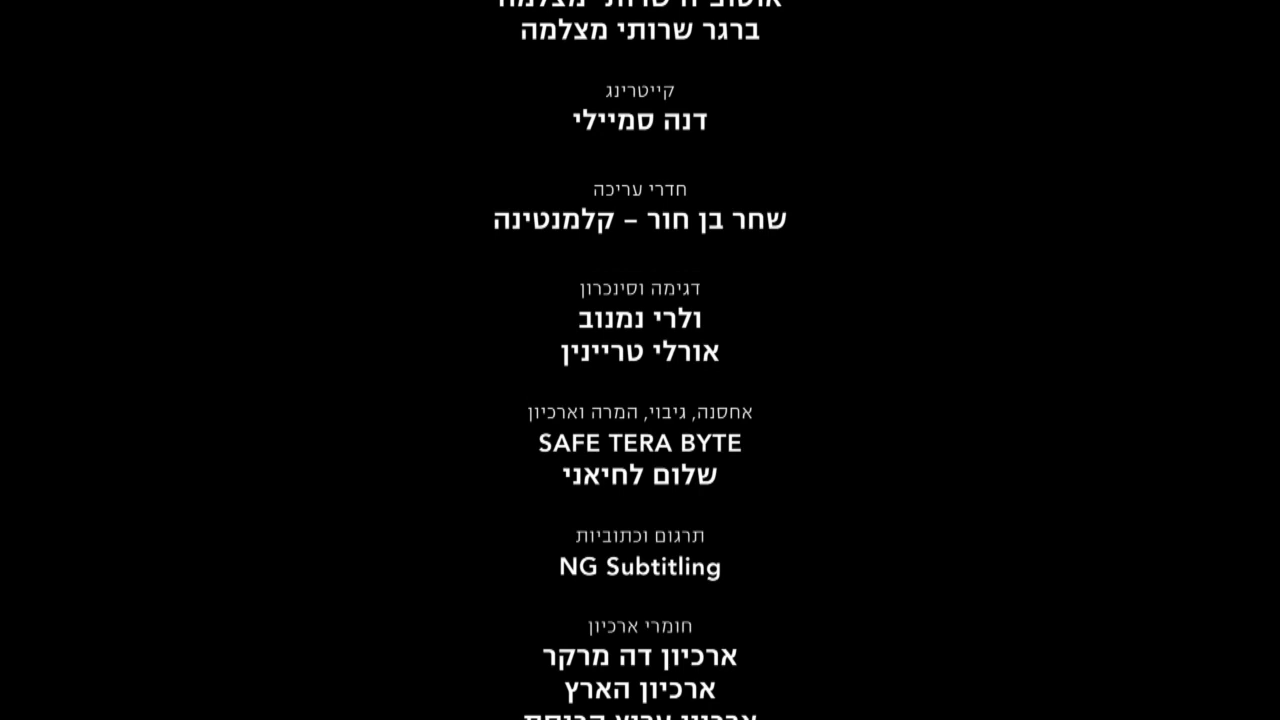 ברגר שרותי מצלמה
קייטרינג
דנה סמיילי
חדרי עריכה
שחר בן חור – קלמנטינה
דגימה וסינכרון
ולרי נמנוב
אורלי טריינין
אחסנה, גיבוי, המרה וארכיון
SAFE TERA BYTE
שלום לחיאני
תרגום וכתוביות
NG Subtitling
חומרי ארכיון
ארכיון דה מרקר
ארכיון הארץ